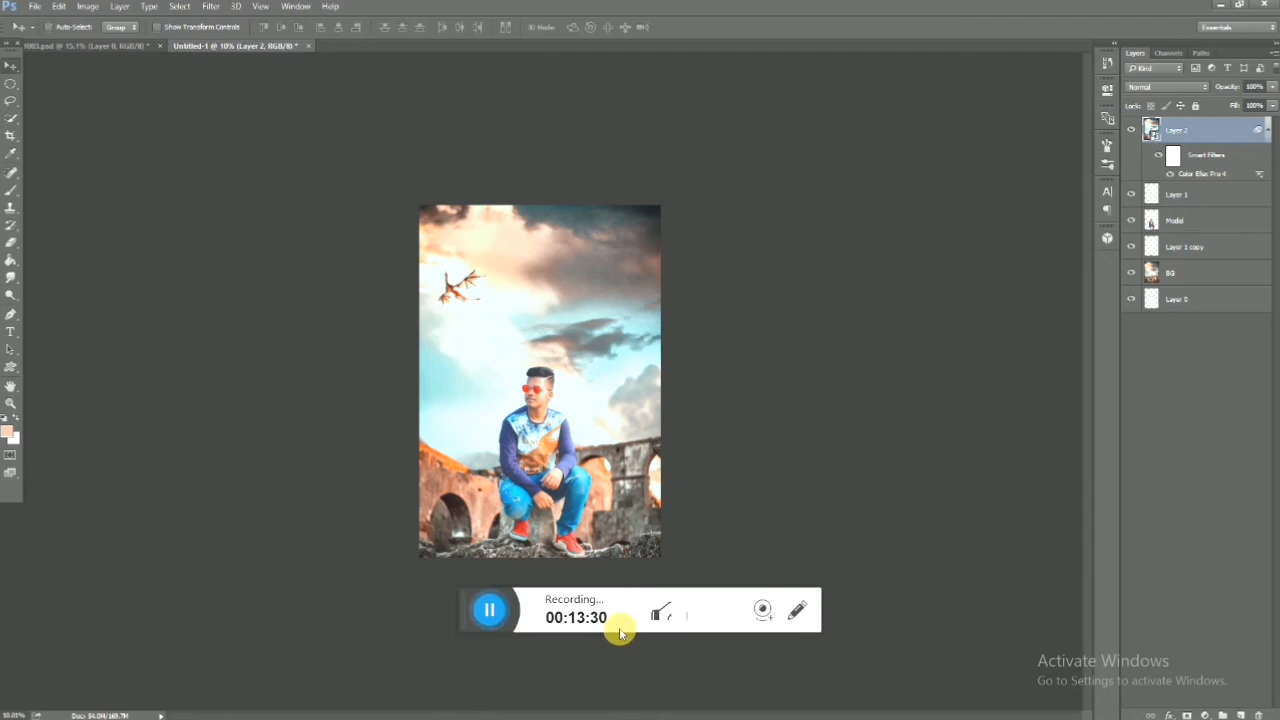 Ps File Edit Image Layer Type Select Filter 3D View Window Help
Auto-Select: Group Show Transform Controls 3D Mode: Essentials
1003.psd @ 15.1% (Layer 0, RGB/8) * × Untitled-1 @ 10% (Layer 2, RGB/8) * ×
Layers Channels Paths
Kind
Normal Opacity: 100%
Lock: Fill: 100%
Layer 2
Smart Filters
Color Efex Pro 4
Layer 1
Model
Layer 1 copy
BG
Layer 0
Recording...
00:13:30
Activate Windows
Go to Settings to activate Windows.
Doc: 54.0M/169.7M